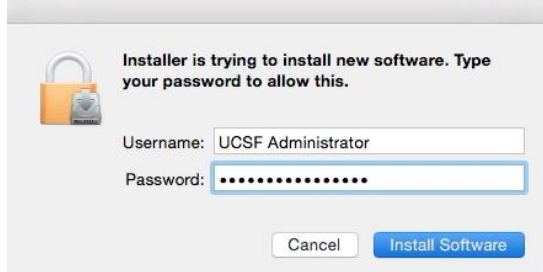 Installer is trying to install new software. Type
your password to allow this.
Username: UCSF Administrator
Password: ••••••••••••••••
Cancel Install Software